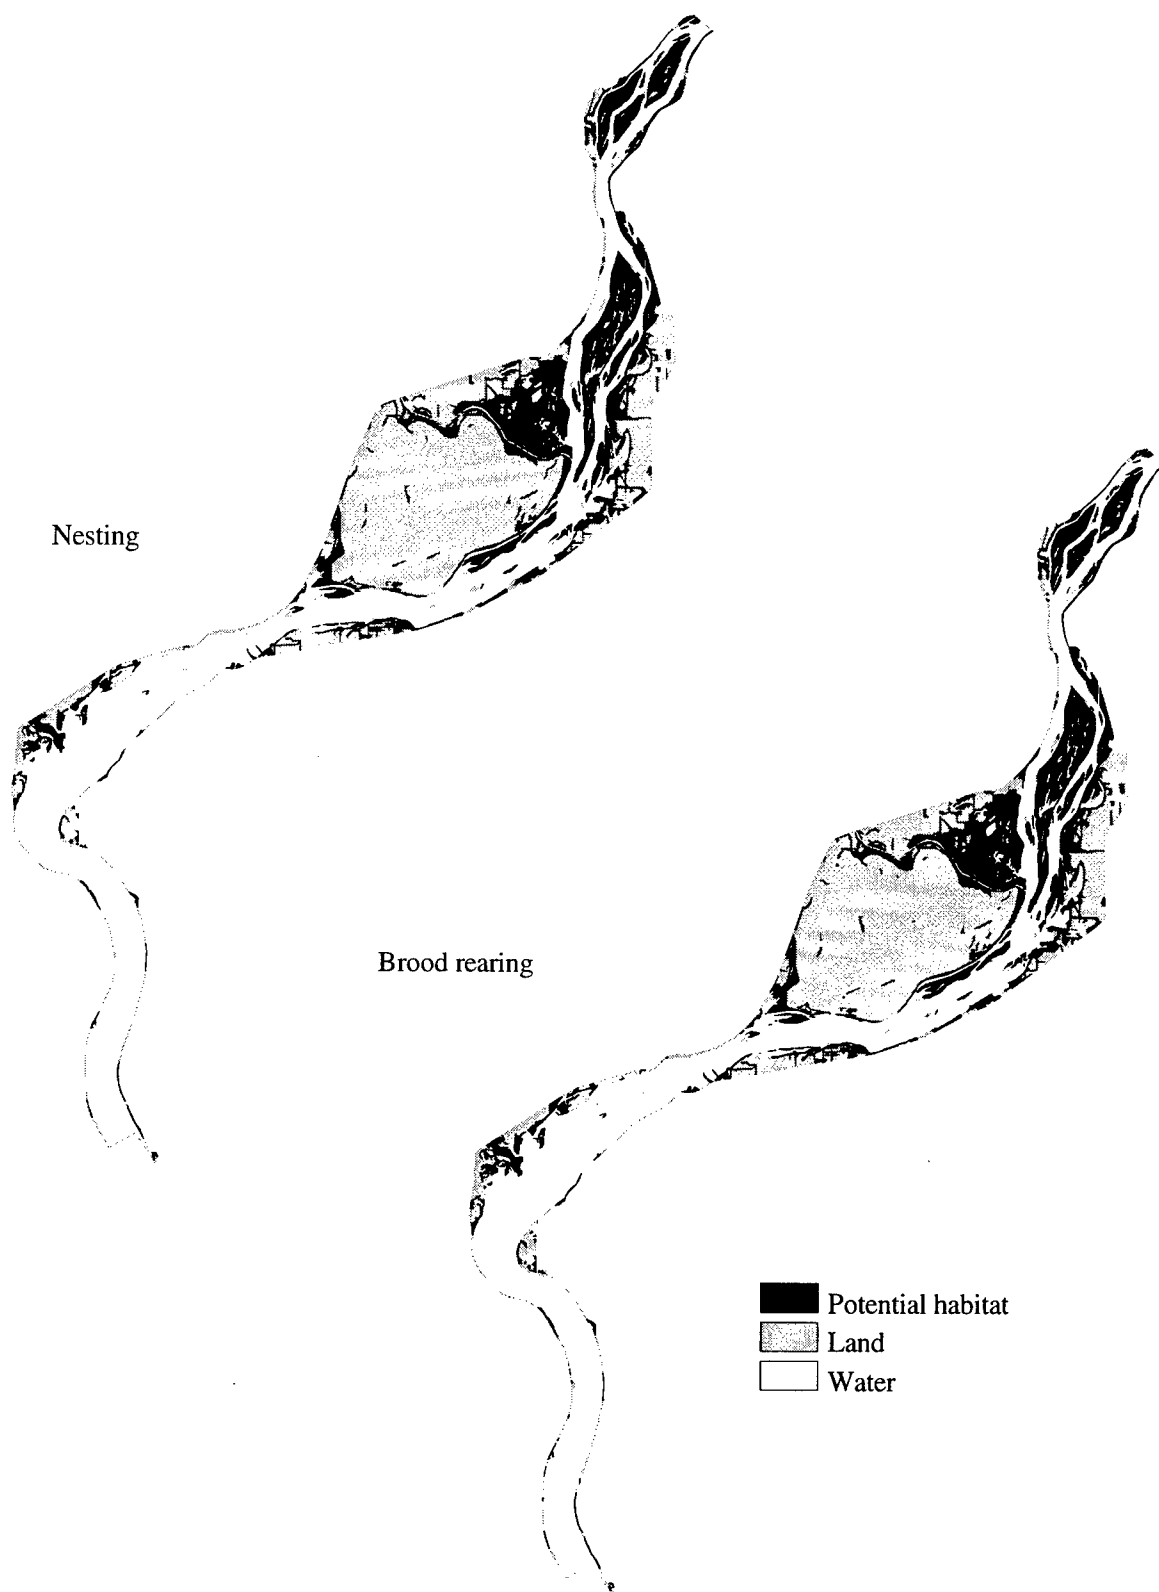 Nesting
Brood rearing
Potential habitat
Land
Water